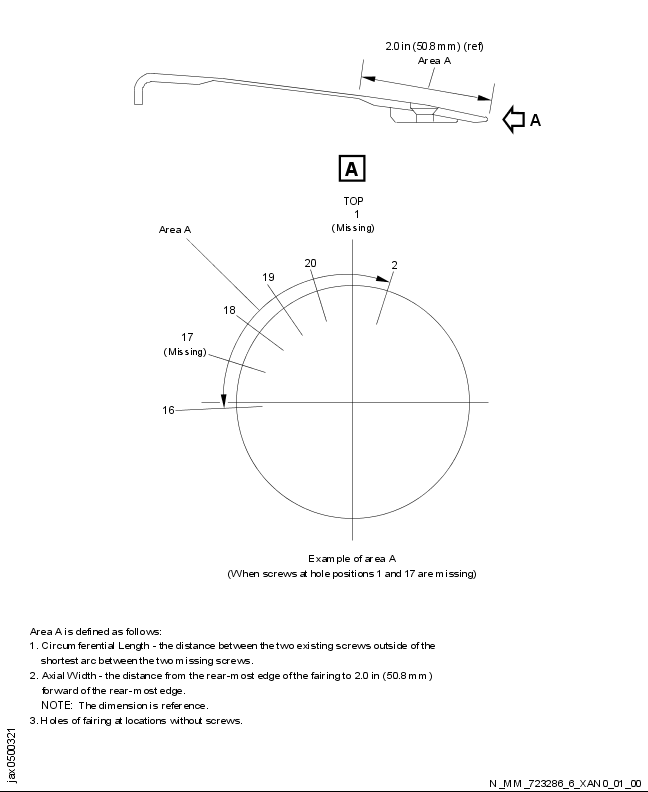 2.0 in (50.8 mm) (ref)
Area A
A
A
TOP
1
(Missing)
Area A
20
2
19
18
17
(Missing)
16
Example of area A
(When screws at hole positions 1 and 17 are missing)
Area A is defined as follows:
1. Circumferential Length - the distance between the two existing screws outside of the
shortest arc between the two missing screws.
2. Axial Width - the distance from the rear-most edge of the fairing to 2.0 in (50.8 mm)
forward of the rear-most edge.
NOTE: The dimension is reference.
3. Holes of fairing at locations without screws.
jax0500321
N_MM_723286_6_XAN0_01_00